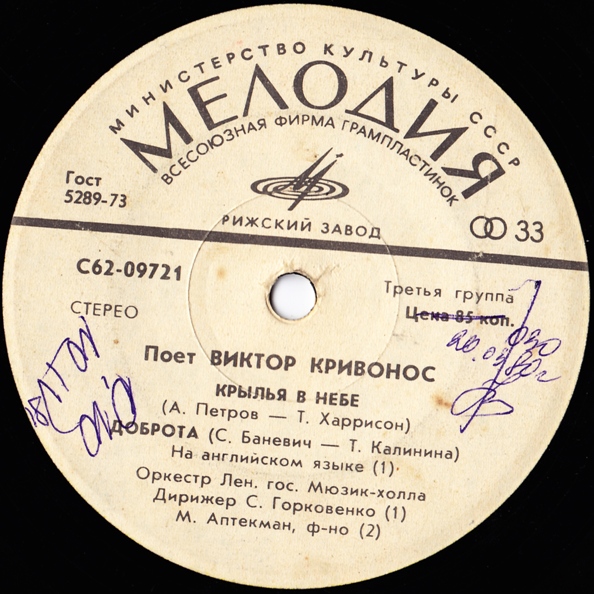 МИНИСТЕРСТВО КУЛЬТУРЫ СССР
МЕЛОДИЯ
ВСЕСОЮЗНАЯ ФИРМА ГРАМПЛАСТИНОК
Гост
5289-73
РИЖСКИЙ ЗАВОД
33
С62-09721
СТЕРЕО
Третья группа
Цена 85 коп.
Поет ВИКТОР КРИВОНОС
КРЫЛЬЯ В НЕБЕ
(А. Петров — Т. Харрисон)
ДОБРОТА (С. Баневич — Т. Калинина)
На английском языке (1)
Оркестр Лен. гос. Мюзик-холла
Дирижер С. Горковенко (1)
М. Аптекман, ф-но (2)